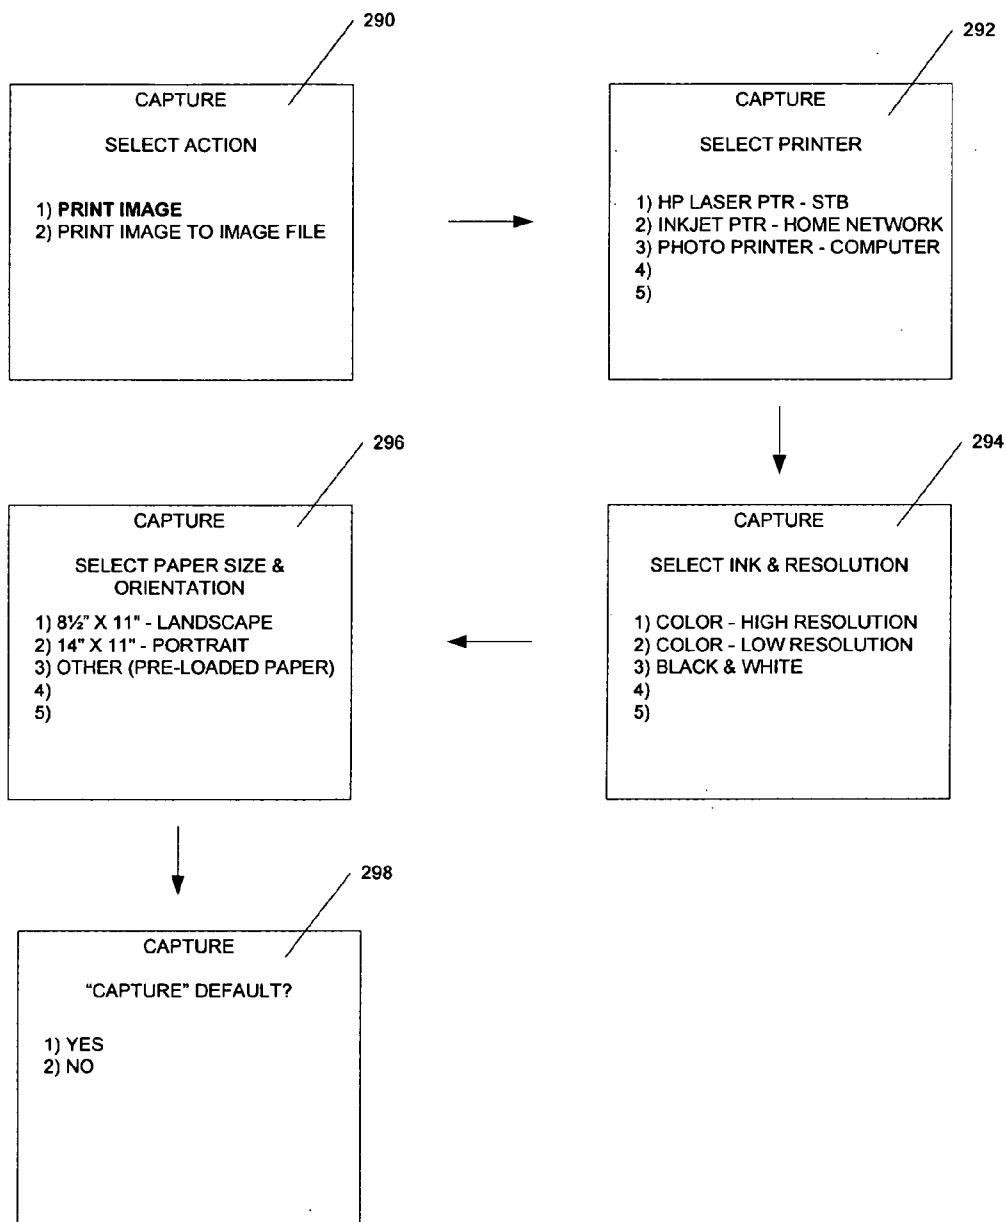 290
CAPTURE
SELECT ACTION
1) PRINT IMAGE
2) PRINT IMAGE TO IMAGE FILE
292
CAPTURE
SELECT PRINTER
1) HP LASER PTR - STB
2) INKJET PTR - HOME NETWORK
3) PHOTO PRINTER - COMPUTER
4)
5)
294
CAPTURE
SELECT INK & RESOLUTION
1) COLOR - HIGH RESOLUTION
2) COLOR - LOW RESOLUTION
3) BLACK & WHITE
4)
5)
296
CAPTURE
SELECT PAPER SIZE &
ORIENTATION
1) 8½" X 11" - LANDSCAPE
2) 14" X 11" - PORTRAIT
3) OTHER (PRE-LOADED PAPER)
4)
5)
298
CAPTURE
"CAPTURE" DEFAULT?
1) YES
2) NO